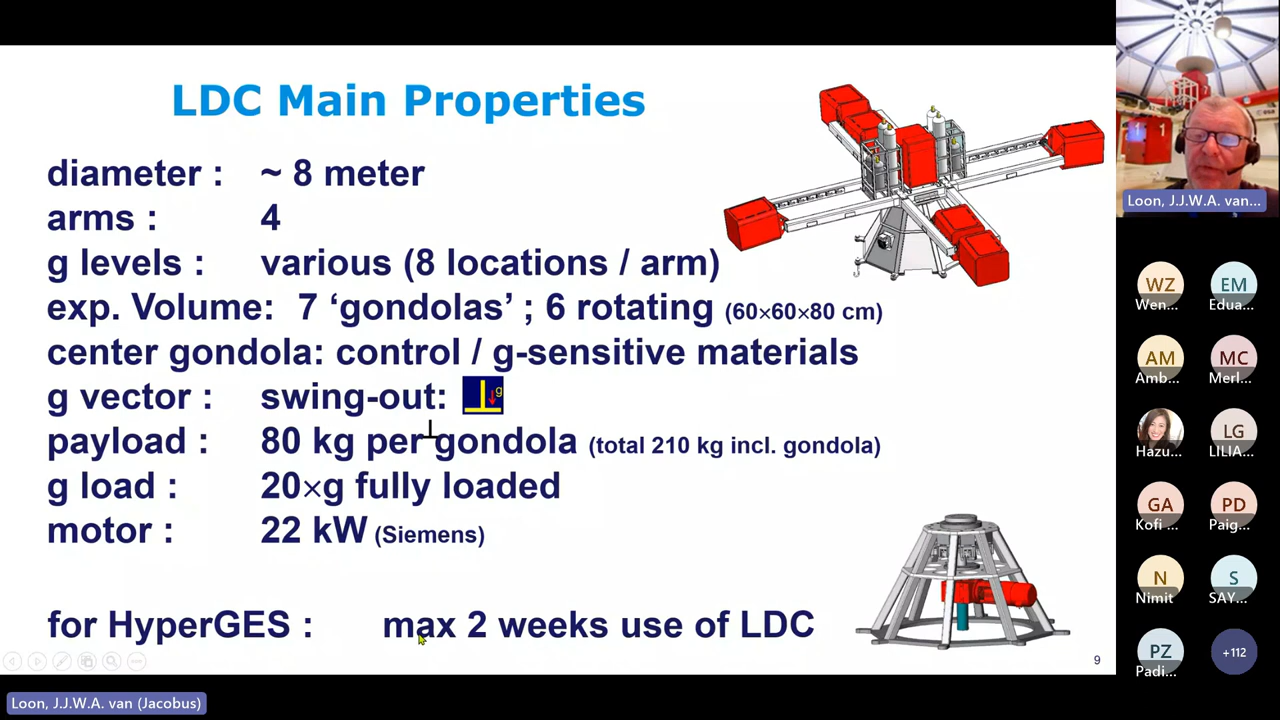 LDC Main Properties
diameter : ~ 8 meter
arms : 4
g levels : various (8 locations / arm)
exp. Volume: 7 ‘gondolas’ ; 6 rotating (60×60×80 cm)
center gondola: control / g-sensitive materials
g vector : swing-out: g
payload : 80 kg per gondola (total 210 kg incl. gondola)
g load : 20×g fully loaded
motor : 22 kW (Siemens)
for HyperGES : max 2 weeks use of LDC
9
Loon, J.J.W.A. van (Jacobus)
1
Loon, J.J.W.A. van...
WZ EM
Wen... Edua...
AM MC
Amb... Merl...
LG
Hazu... LILIA...
GA PD
Kofi ... Paig...
N S
Nimit SAY...
PZ +112
Padi...